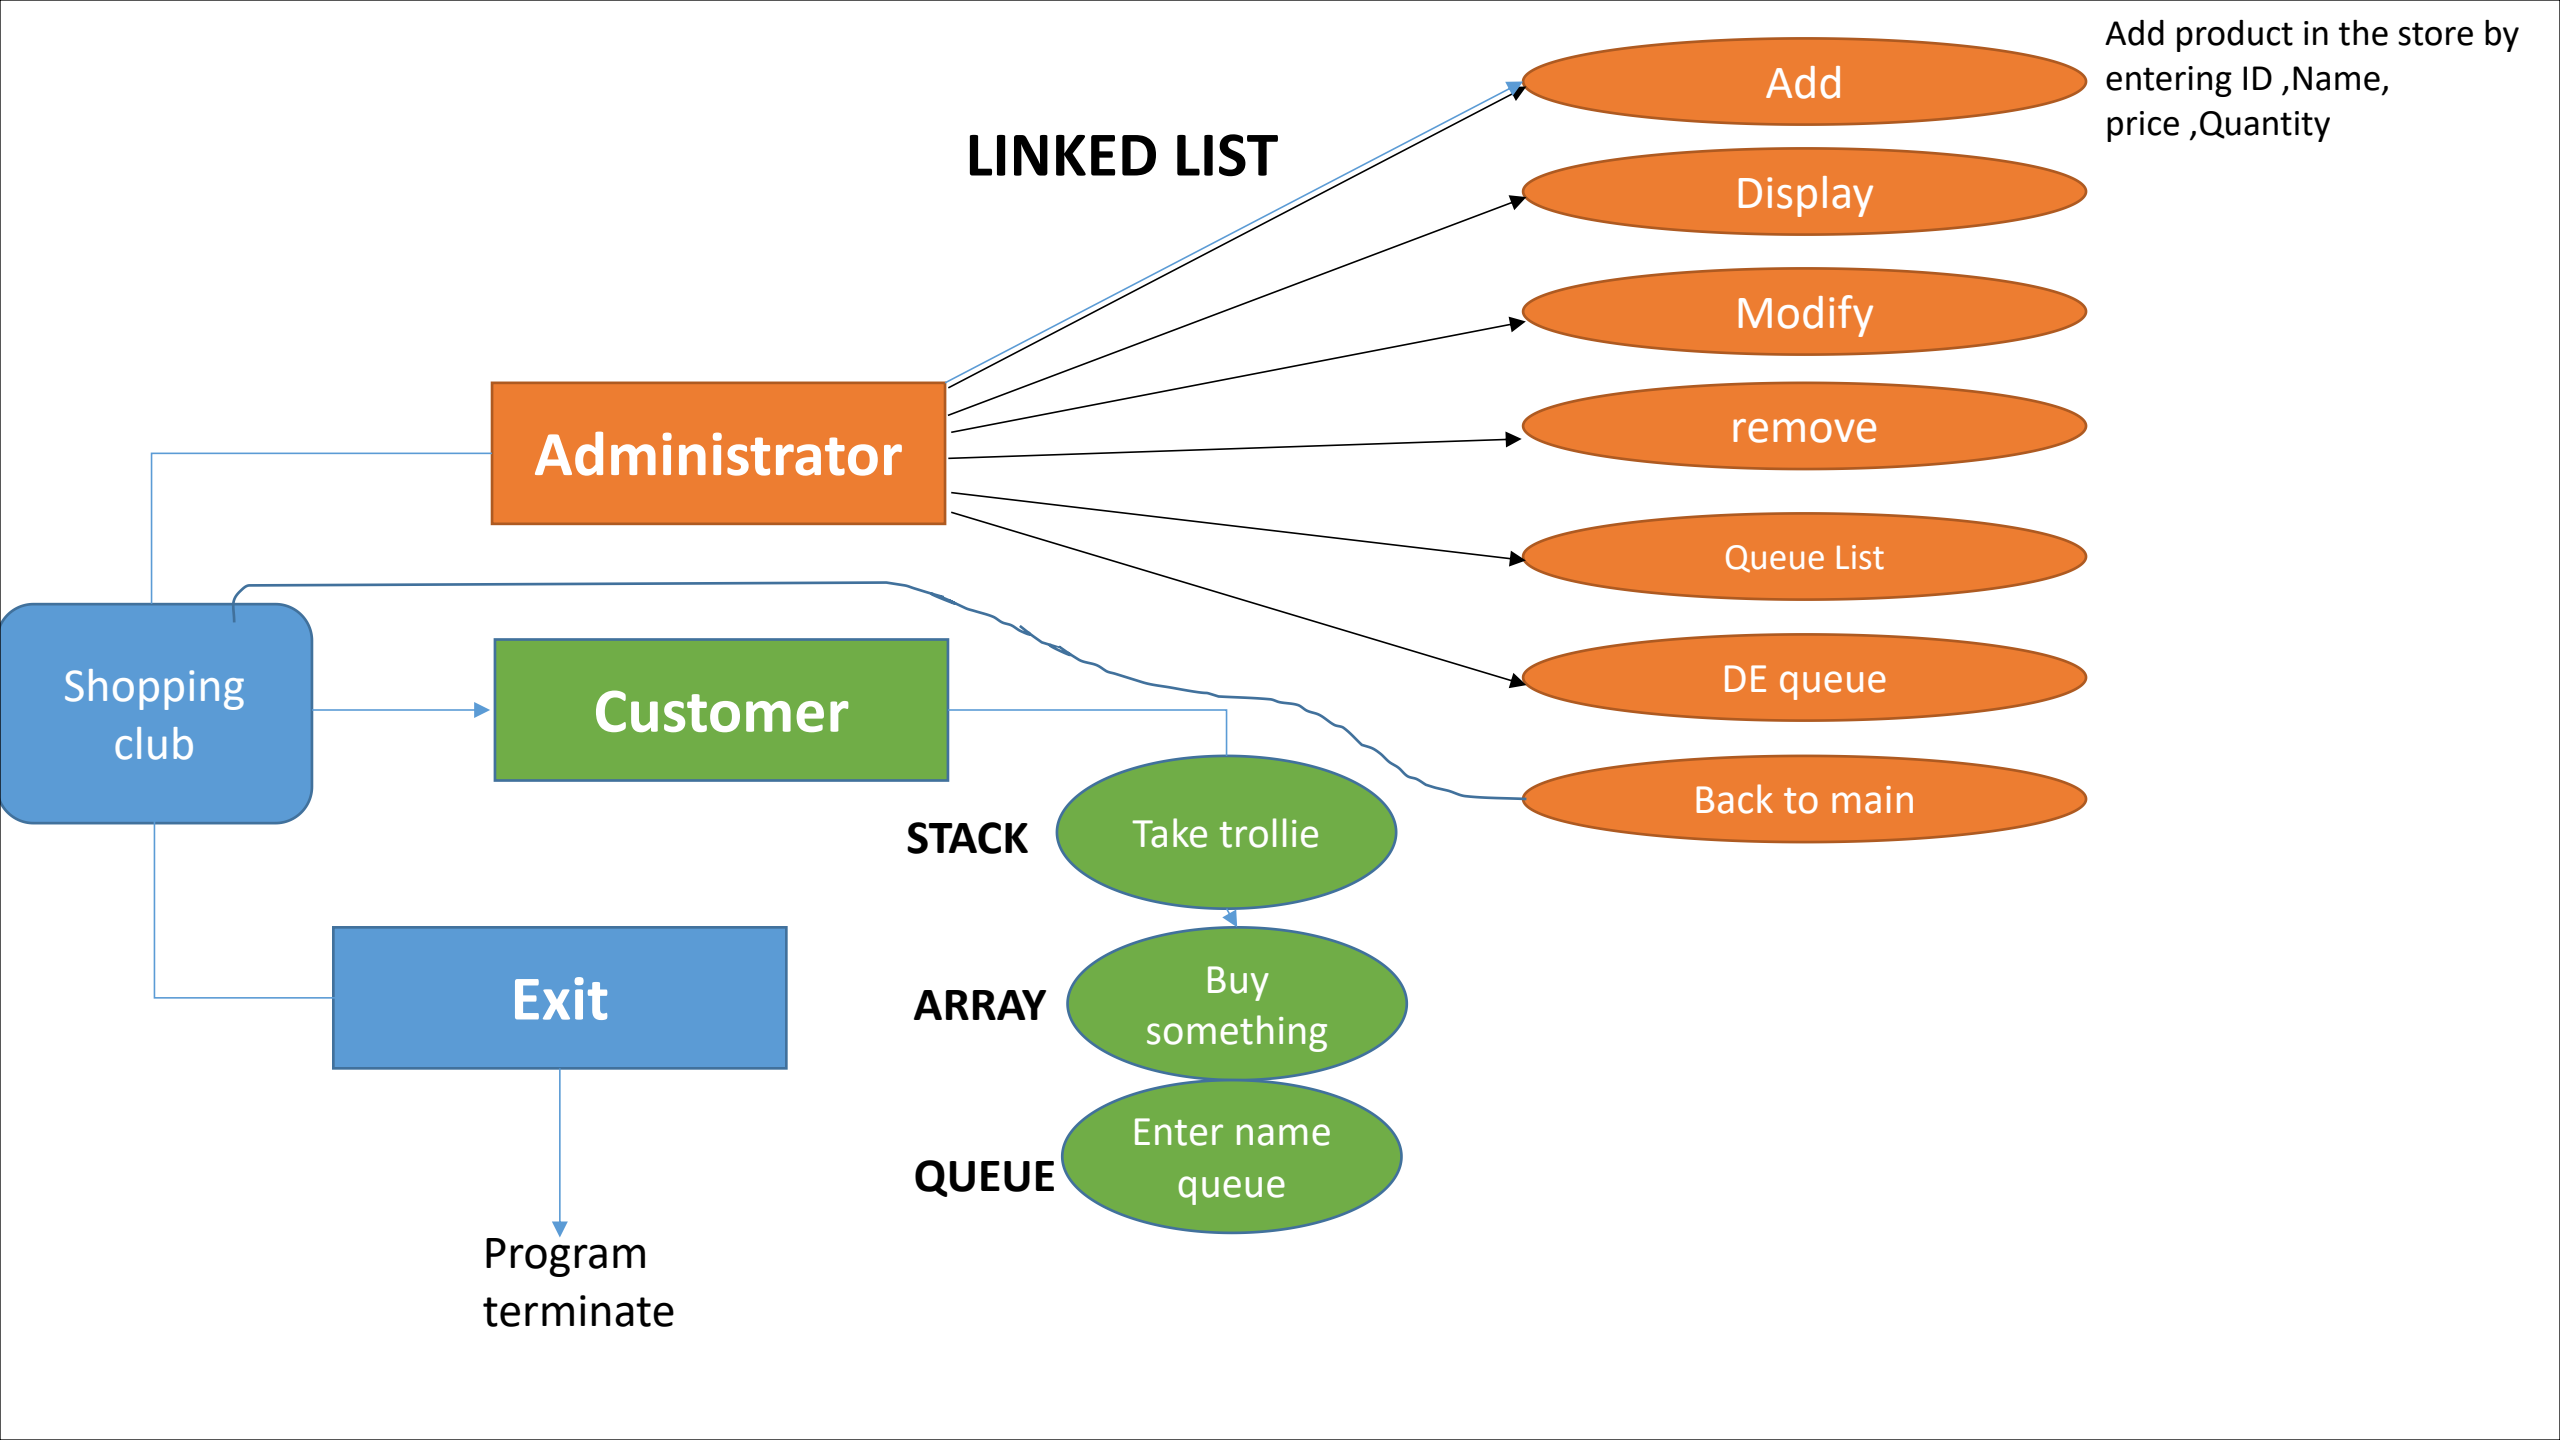 Add product in the store by
entering ID ,Name,
price ,Quantity
Add
LINKED LIST
Display
Modify
remove
Administrator
Queue List
DE queue
Shopping
club
Customer
Back to main
STACK
Take trollie
Exit
ARRAY
Buy
something
QUEUE
Enter name
queue
Program
terminate